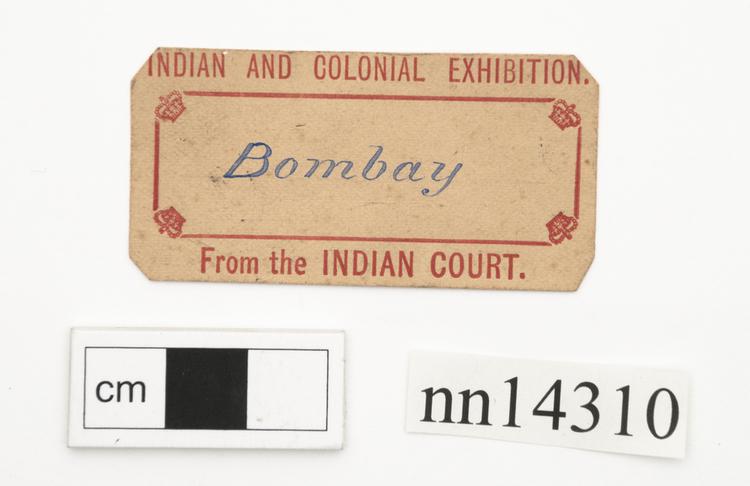 INDIAN AND COLONIAL EXHIBITION.
Bombay
From the INDIAN COURT.
cm
nn14310